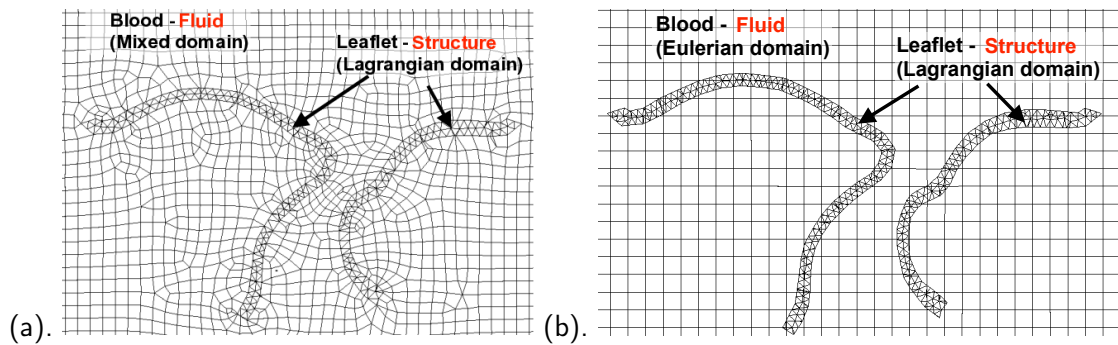 Blood - Fluid
(Mixed domain)
Leaflet - Structure
(Lagrangian domain)
(a).
Blood - Fluid
(Eulerian domain)
Leaflet - Structure
(Lagrangian domain)
(b).